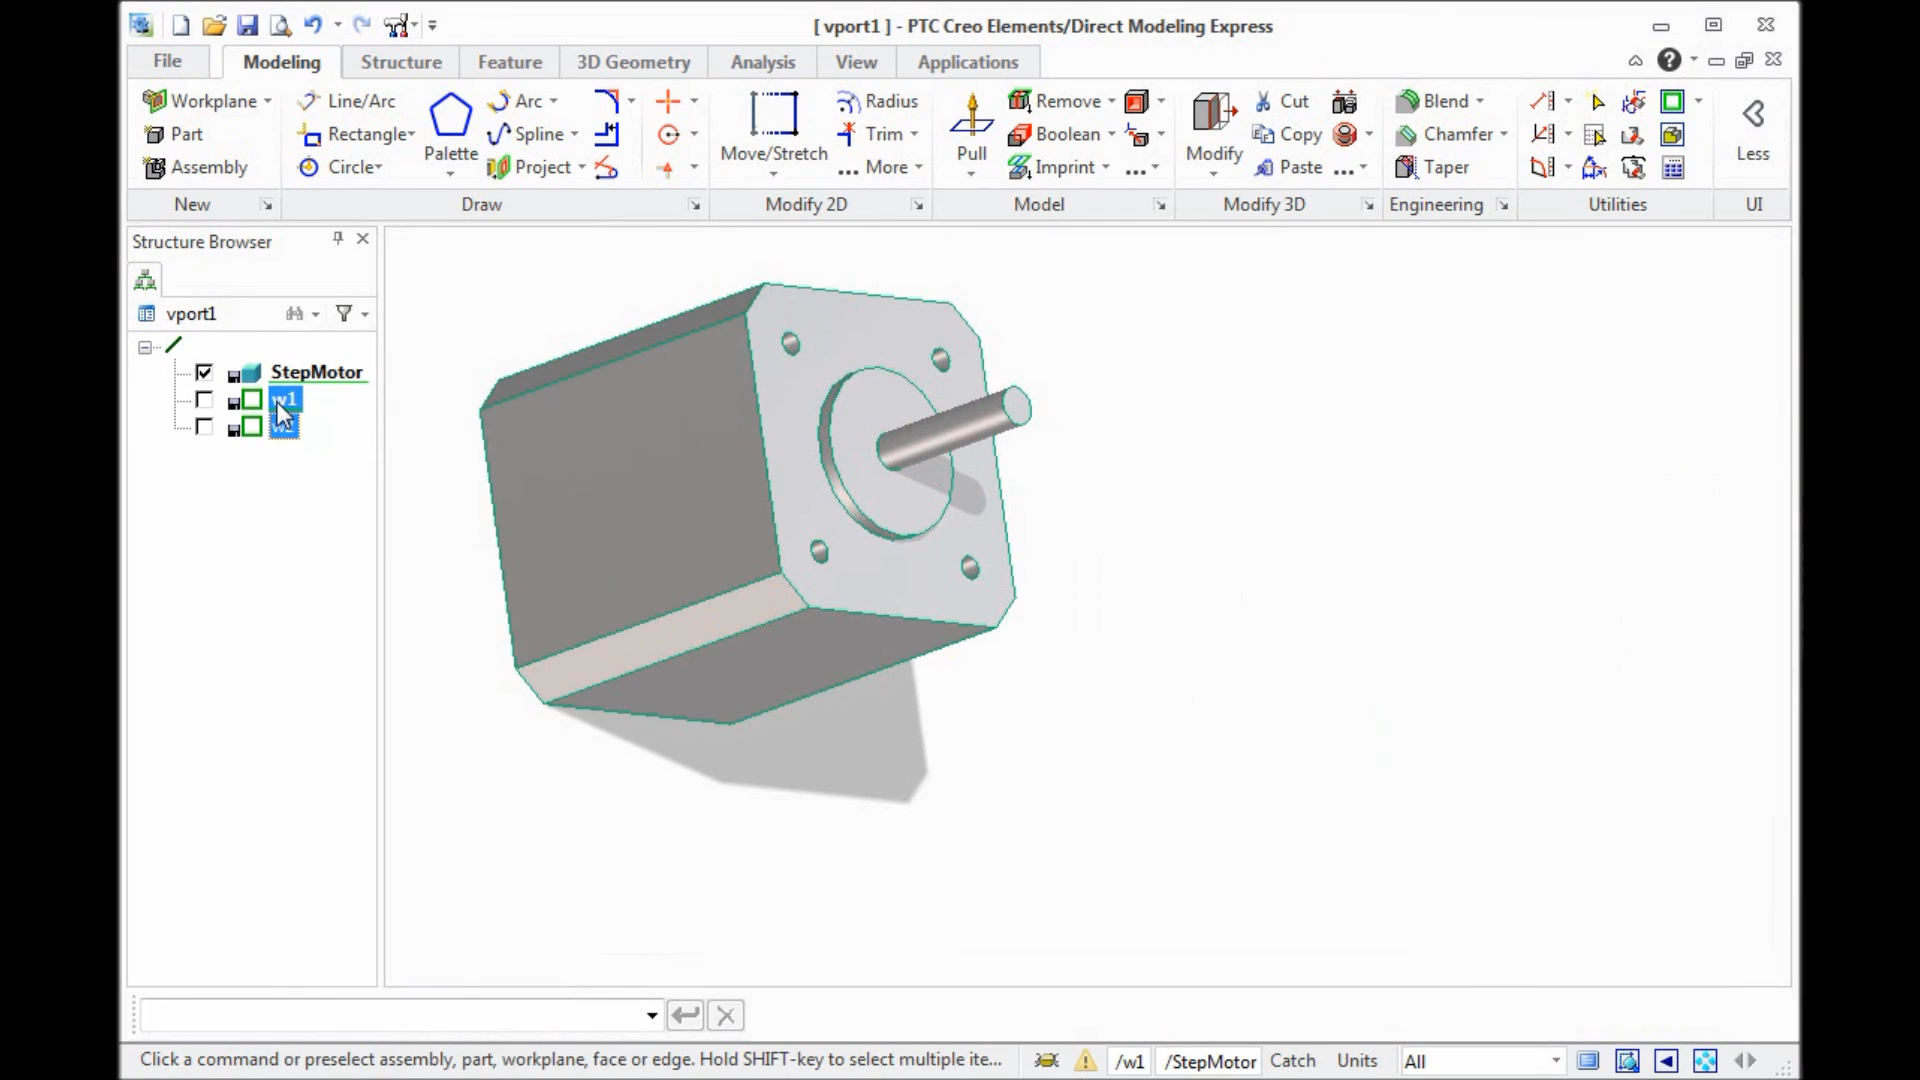 [ vport1 ] - PTC Creo Elements/Direct Modeling Express
File Modeling Structure Feature 3D Geometry Analysis View Applications
Workplane Line/Arc Arc Radius Remove Cut Blend
Part Rectangle Spline Trim Boolean Copy Chamfer
Palette Move/Stretch Pull Modify Less
Assembly Circle Project More Imprint Paste Taper
New Draw Modify 2D Model Modify 3D Engineering Utilities UI
Structure Browser
vport1
StepMotor
w1
w2
Click a command or preselect assembly, part, workplane, face or edge. Hold SHIFT-key to select multiple ite... /w1 /StepMotor Catch Units All